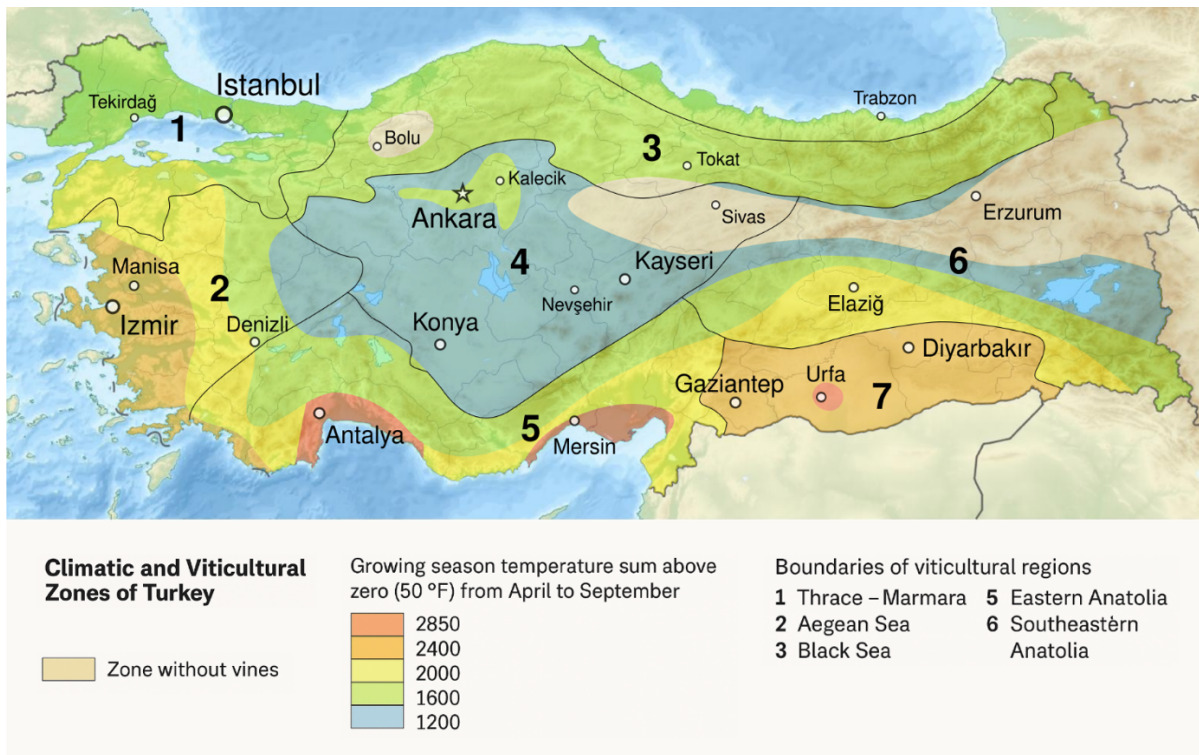 Istanbul
Tekirdağ
1
Trabzon
Bolu
3
Tokat
Kalecik
Ankara
Sivas
Erzurum
4
6
Manisa
2
Kayseri
Nevşehir
Elaziğ
Izmir
Denizli
Konya
Diyarbakır
Gaziantep
Urfa
7
Antalya
5
Mersin
Climatic and Viticultural
Zones of Turkey
Zone without vines
Growing season temperature sum above
zero (50 °F) from April to September
2850
2400
2000
1600
1200
Boundaries of viticultural regions
1 Thrace – Marmara
2 Aegean Sea
3 Black Sea
5 Eastern Anatolia
6 Southeastėrn
Anatolia